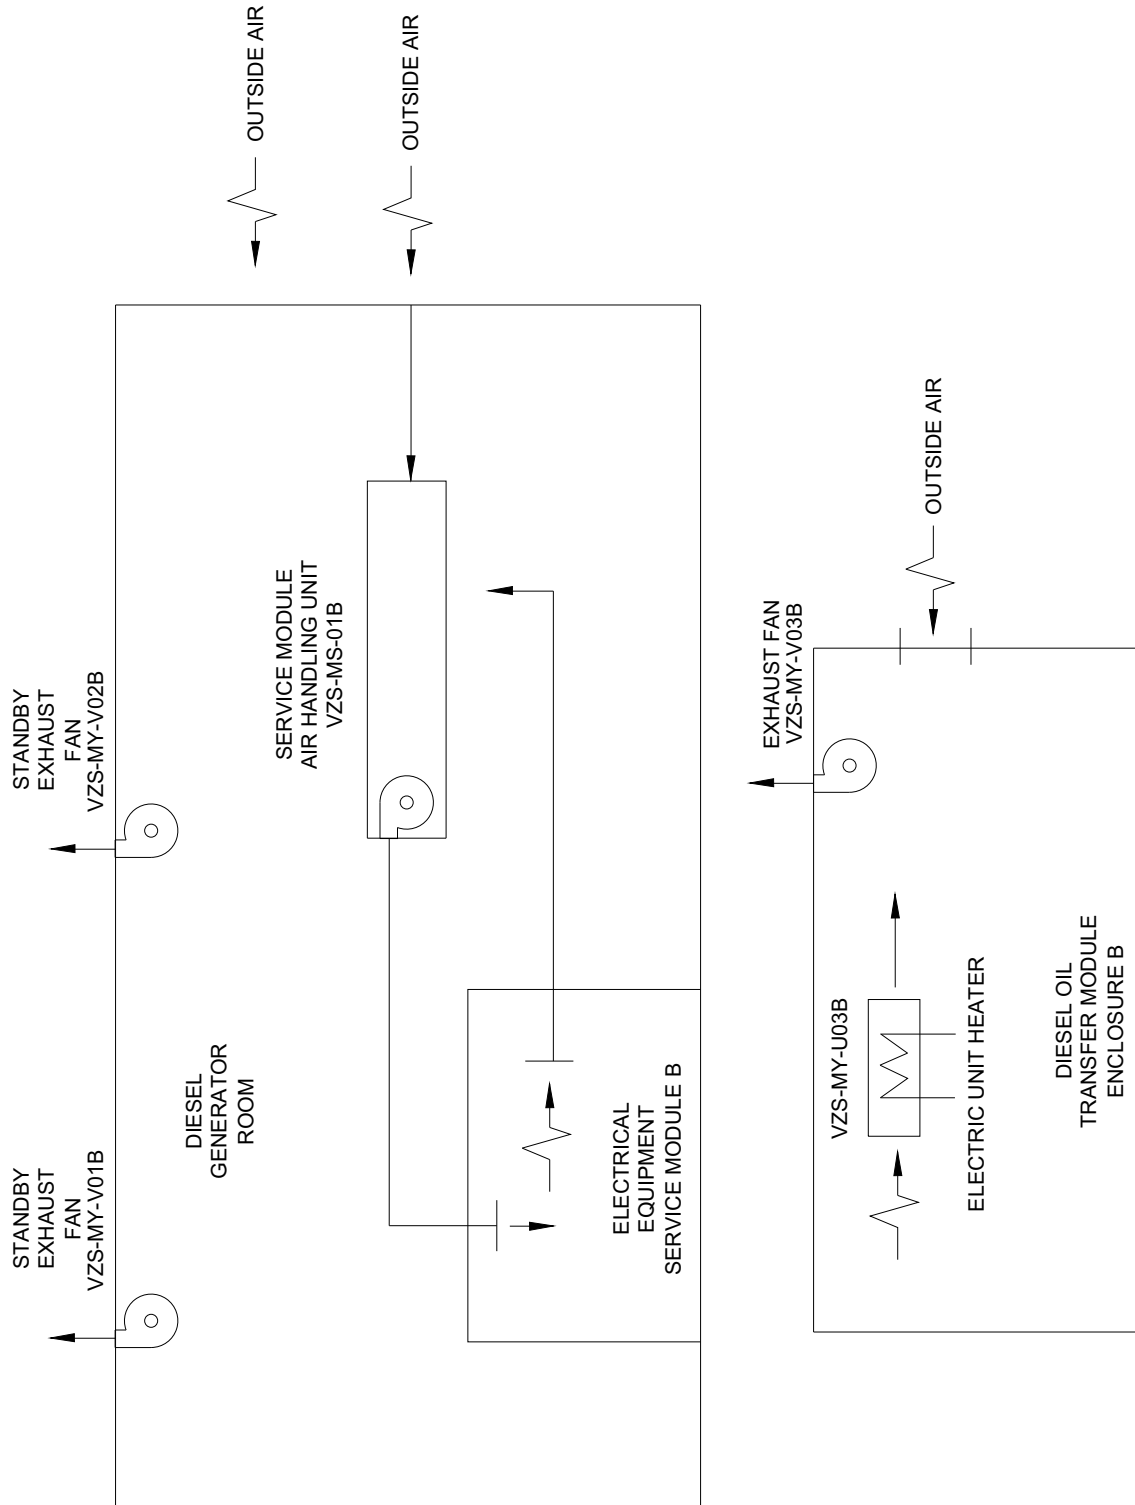 STANDBY
EXHAUST
FAN
VZS-MY-V01B
STANDBY
EXHAUST
FAN
VZS-MY-V02B
OUTSIDE AIR
DIESEL
GENERATOR
ROOM
SERVICE MODULE
AIR HANDLING UNIT
VZS-MS-01B
OUTSIDE AIR
ELECTRICAL
EQUIPMENT
SERVICE MODULE B
EXHAUST FAN
VZS-MY-V03B
VZS-MY-U03B
OUTSIDE AIR
ELECTRIC UNIT HEATER
DIESEL OIL
TRANSFER MODULE
ENCLOSURE B